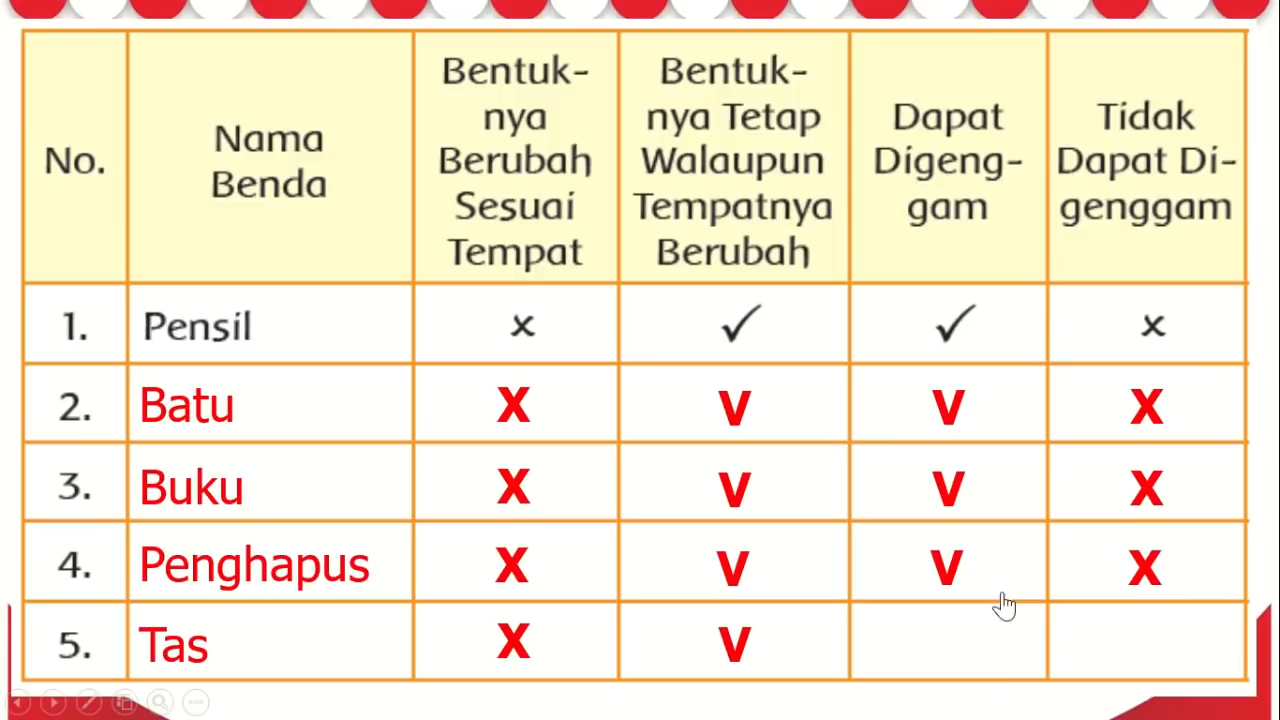 No.
Nama
Benda
Bentuk-
nya
Berubah
Sesuai
Tempat
Bentuk-
nya Tetap
Walaupun
Tempatnya
Berubah
Dapat
Digeng-
gam
Tidak
Dapat Di-
genggam
1. Pensil x ✓ ✓ x
2. Batu X V V X
3. Buku X V V X
4. Penghapus X V V X
5. Tas X V